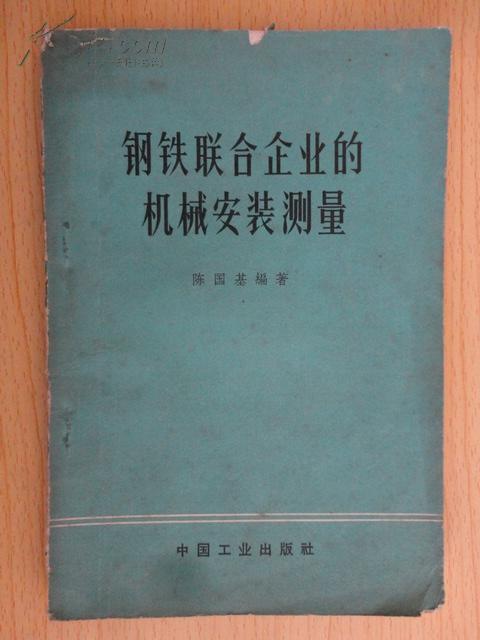 钢铁联合企业的
机械安装测量
陈国基编著
中国工业出版社